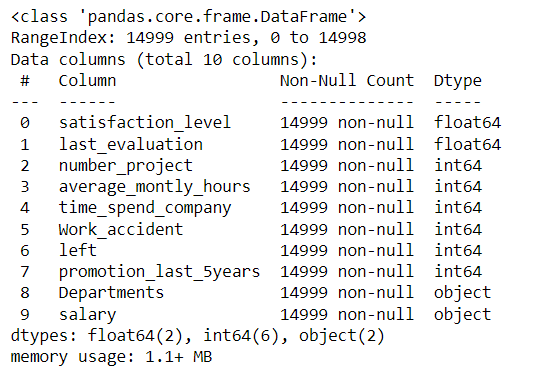 <class 'pandas.core.frame.DataFrame'>
RangeIndex: 14999 entries, 0 to 14998
Data columns (total 10 columns):
 #   Column                 Non-Null Count  Dtype
---  ------                 --------------  -----
 0   satisfaction_level     14999 non-null  float64
 1   last_evaluation        14999 non-null  float64
 2   number_project         14999 non-null  int64
 3   average_montly_hours   14999 non-null  int64
 4   time_spend_company     14999 non-null  int64
 5   Work_accident          14999 non-null  int64
 6   left                   14999 non-null  int64
 7   promotion_last_5years  14999 non-null  int64
 8   Departments            14999 non-null  object
 9   salary                 14999 non-null  object
dtypes: float64(2), int64(6), object(2)
memory usage: 1.1+ MB